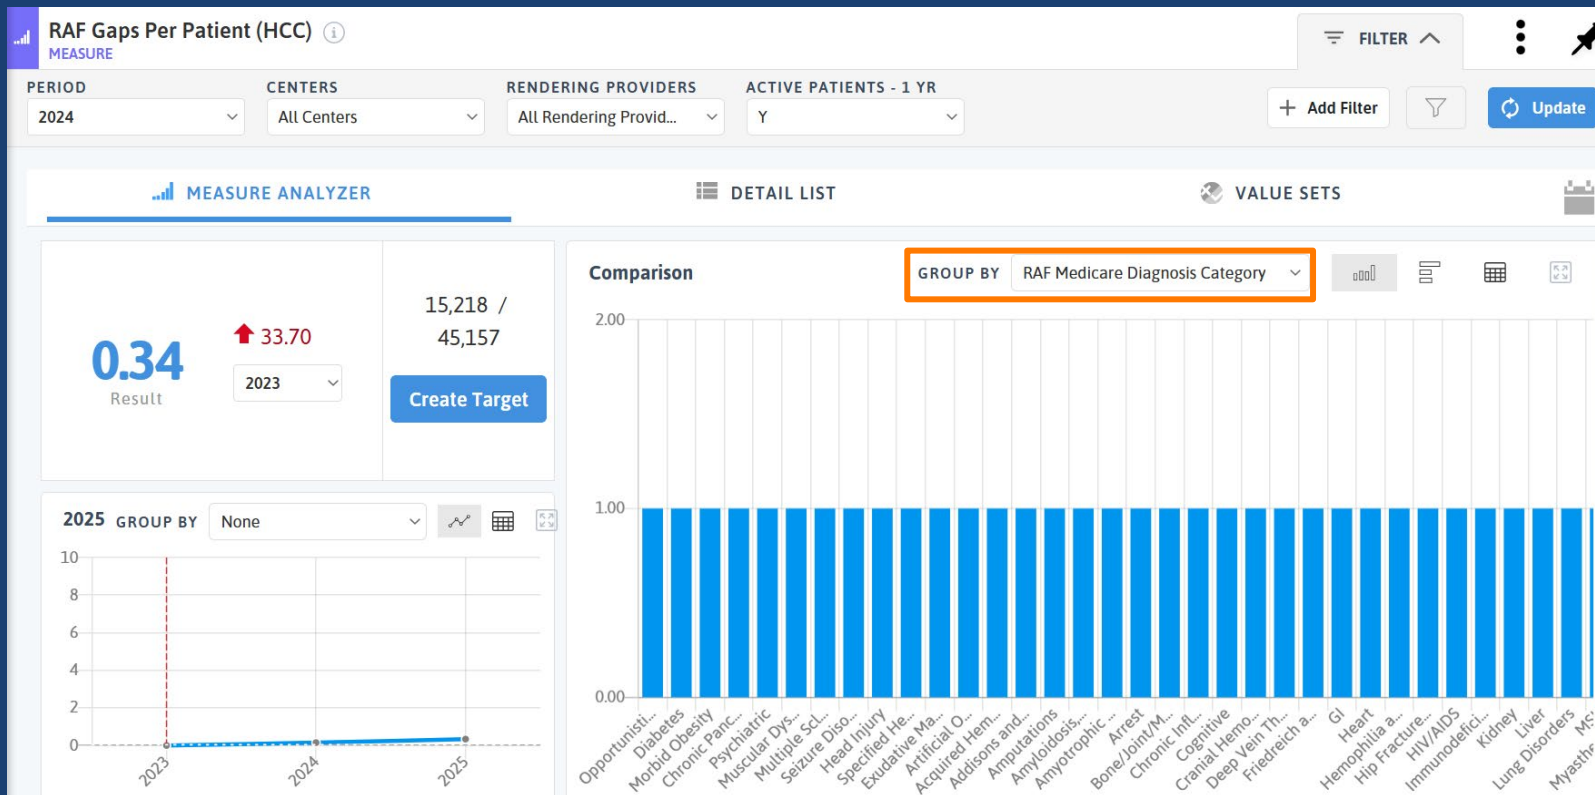 RAF Gaps Per Patient (HCC)
MEASURE
FILTER
PERIOD
2024
CENTERS
All Centers
RENDERING PROVIDERS
All Rendering Provid...
ACTIVE PATIENTS - 1 YR
Y
+ Add Filter
Update
MEASURE ANALYZER
DETAIL LIST
VALUE SETS
0.34
Result
33.70
2023
15,218 /
45,157
Create Target
Comparison
GROUP BY RAF Medicare Diagnosis Category
2.00
1.00
0.00
Opportunisti...
Diabetes
Morbid Obesity
Chronic Panc...
Psychiatric
Muscular Dys...
Multiple Scl...
Seizure Diso...
Head Injury
Specified He...
Exudative Ma...
Artificial O...
Acquired Hem...
Addisons and...
Amputations
Amyloidosis,...
Amyotrophic ...
Arrest
Bone/Joint/M...
Chronic Infl...
Cognitive
Cranial Hemo...
Deep Vein Th...
Friedreich a...
GI
Heart
Hemophilia a...
Hip Fracture...
HIV/AIDS
Immunodefici...
Kidney
Liver
Lung Disorders
2025 GROUP BY None
10
8
6
4
2
0
2023
2024
2025